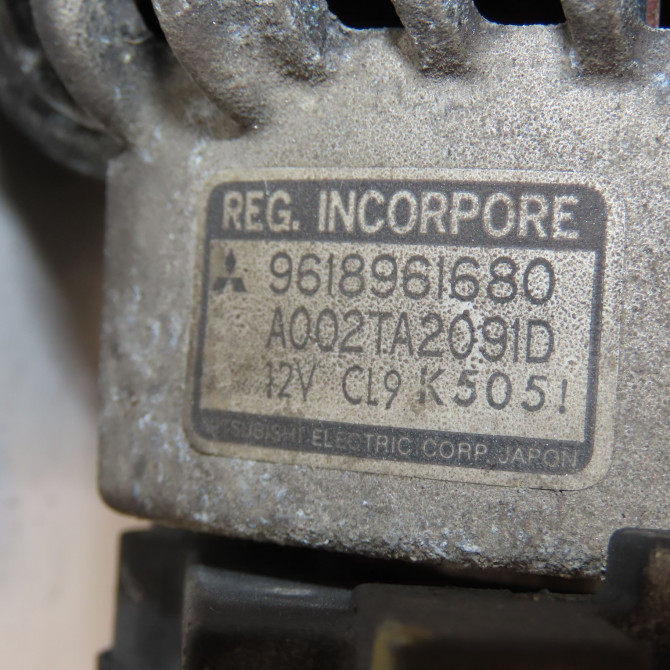 REG. INCORPORE
9618961680
A002TA2091D
12V CL9 K505!
MITSUBISHI ELECTRIC CORP. JAPON